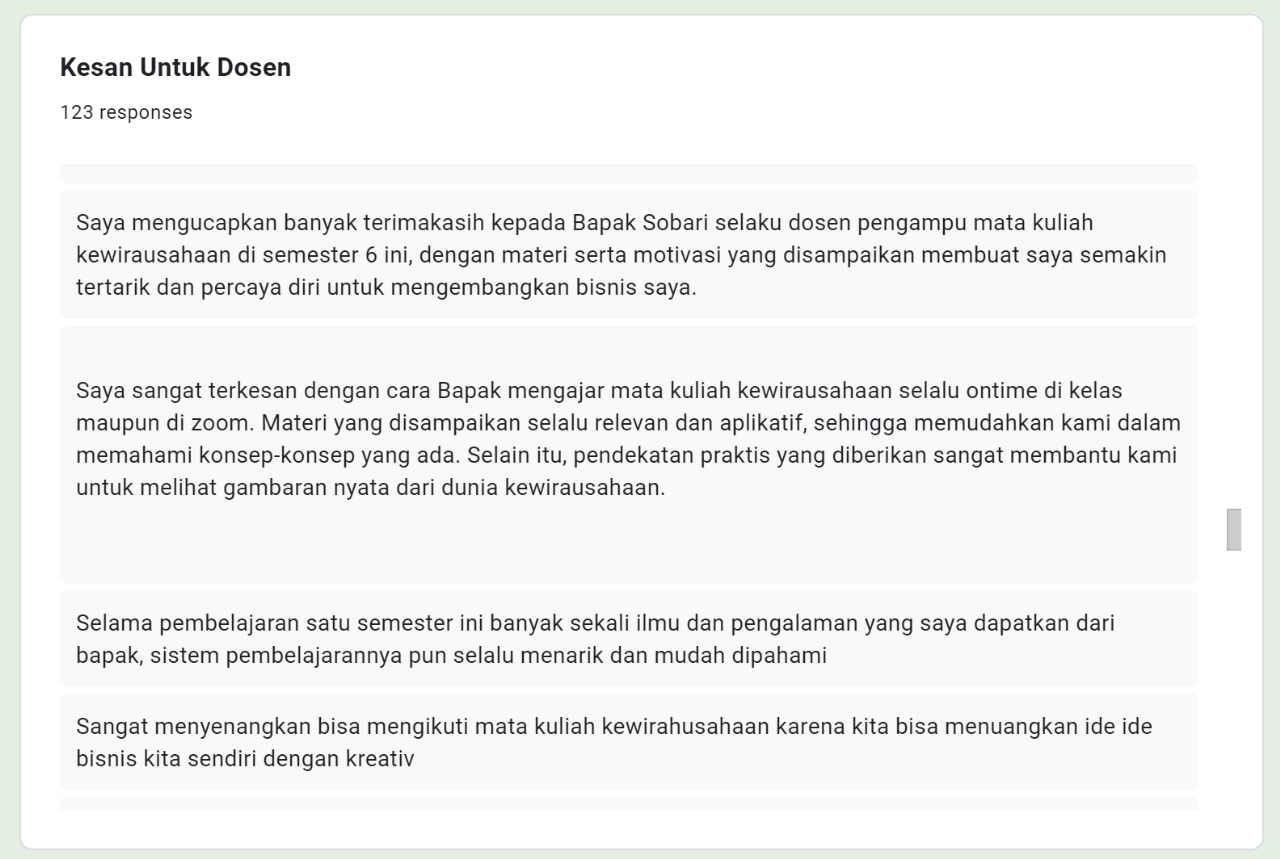 Kesan Untuk Dosen
123 responses
Saya mengucapkan banyak terimakasih kepada Bapak Sobari selaku dosen pengampu mata kuliah
kewirausahaan di semester 6 ini, dengan materi serta motivasi yang disampaikan membuat saya semakin
tertarik dan percaya diri untuk mengembangkan bisnis saya.
Saya sangat terkesan dengan cara Bapak mengajar mata kuliah kewirausahaan selalu ontime di kelas
maupun di zoom. Materi yang disampaikan selalu relevan dan aplikatif, sehingga memudahkan kami dalam
memahami konsep-konsep yang ada. Selain itu, pendekatan praktis yang diberikan sangat membantu kami
untuk melihat gambaran nyata dari dunia kewirausahaan.
Selama pembelajaran satu semester ini banyak sekali ilmu dan pengalaman yang saya dapatkan dari
bapak, sistem pembelajarannya pun selalu menarik dan mudah dipahami
Sangat menyenangkan bisa mengikuti mata kuliah kewirahusahaan karena kita bisa menuangkan ide ide
bisnis kita sendiri dengan kreativ